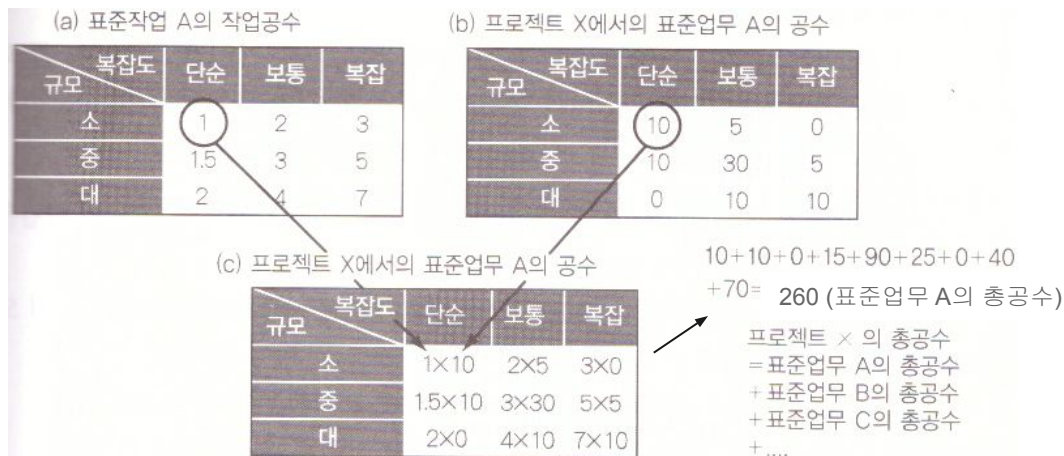 (a) 표준작업 A의 작업공수
복잡도
규모
단순 보통 복잡
소 1 2 3
중 1.5 3 5
대 2 4 7
(b) 프로젝트 X에서의 표준업무 A의 공수
복잡도
규모
단순 보통 복잡
소 10 5 0
중 10 30 5
대 0 10 10
(c) 프로젝트 X에서의 표준업무 A의 공수
복잡도
규모
단순 보통 복잡
소 1×10 2×5 3×0
중 1.5×10 3×30 5×5
대 2×0 4×10 7×10
10+10+0+15+90+25+0+40
+70= 260 (표준업무 A의 총공수)
프로젝트 × 의 총공수
=표준업무 A의 총공수
+표준업무 B의 총공수
+표준업무 C의 총공수
+....